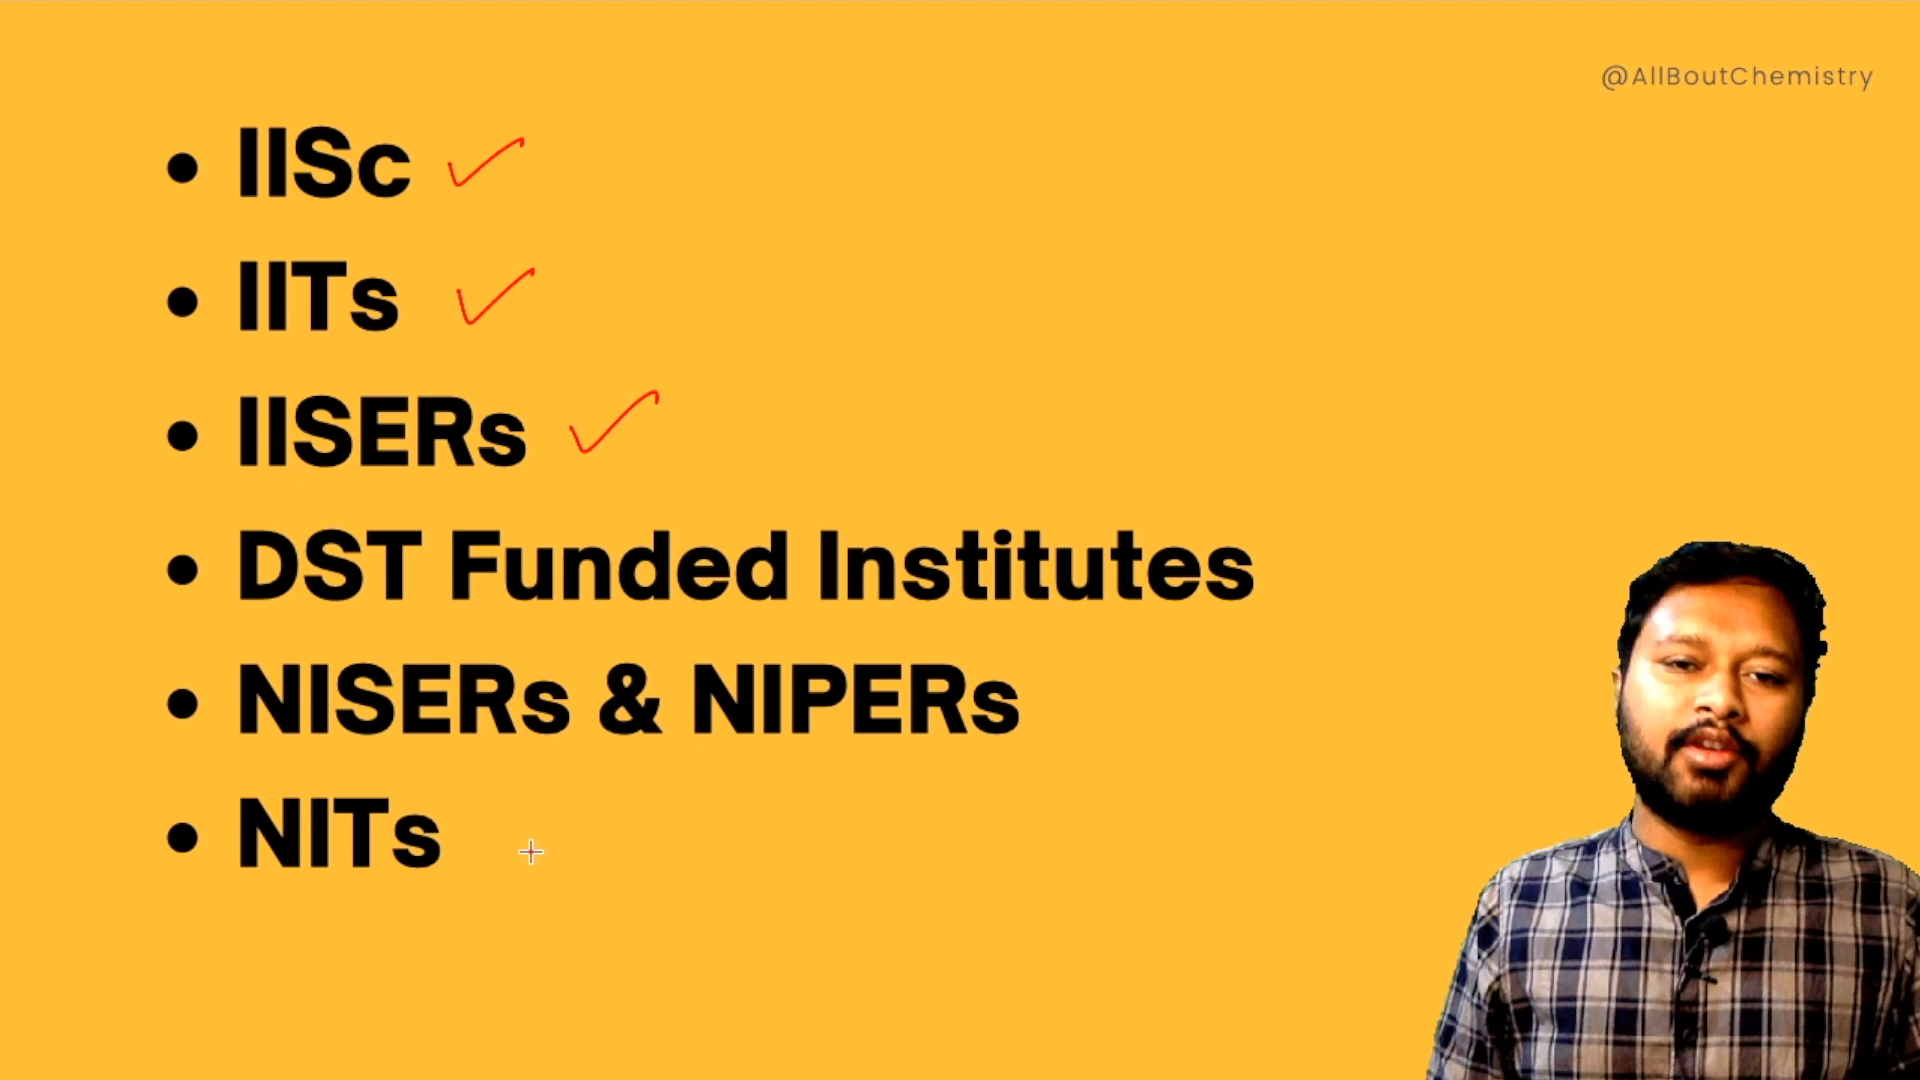 @AllBoutChemistry
• IISc
• IITs
• IISERs
• DST Funded Institutes
• NISERs & NIPERs
• NITs